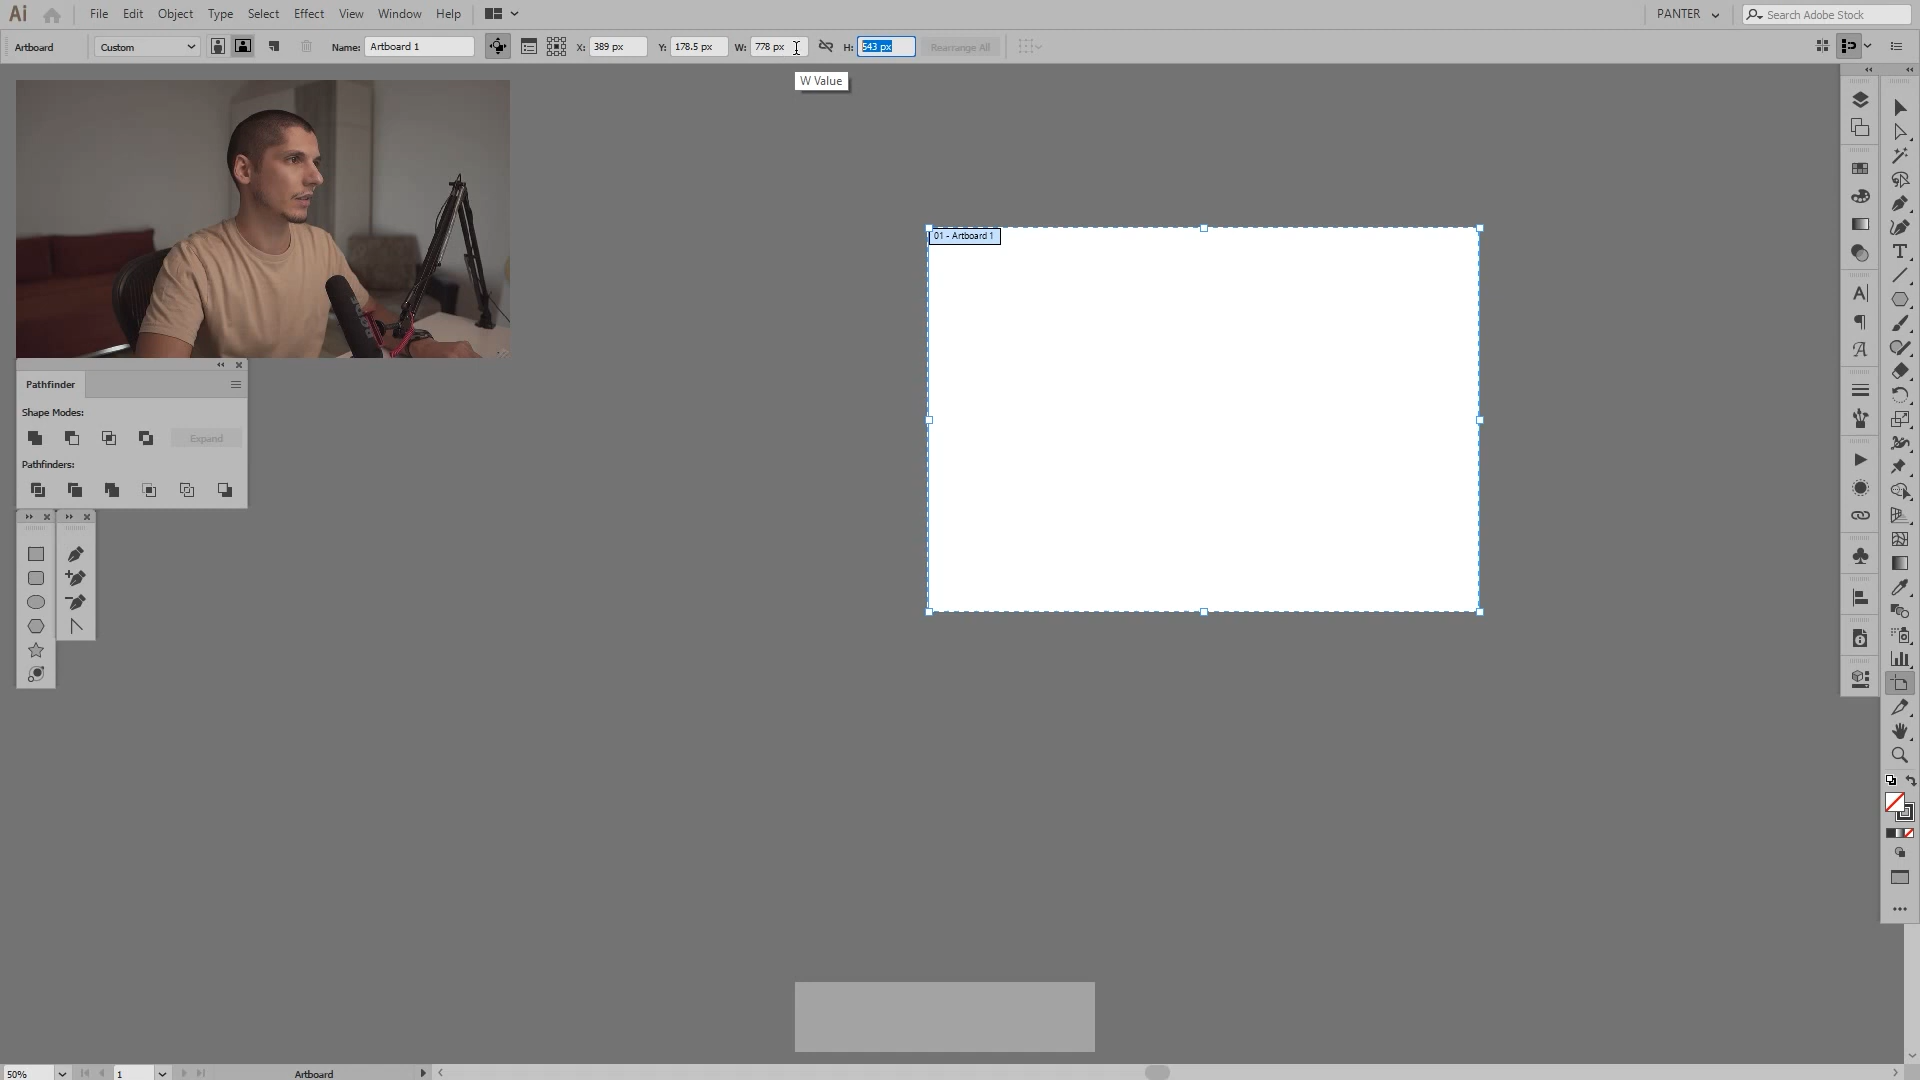 Ai File Edit Object Type Select Effect View Window Help PANTER Search Adobe Stock
Artboard Custom Name: Artboard 1 X: 389 px Y: 178.5 px W: 778 px H: 543 px Rearrange All
W Value
01 - Artboard 1
Pathfinder
Shape Modes:
Expand
Pathfinders:
50% 1 Artboard